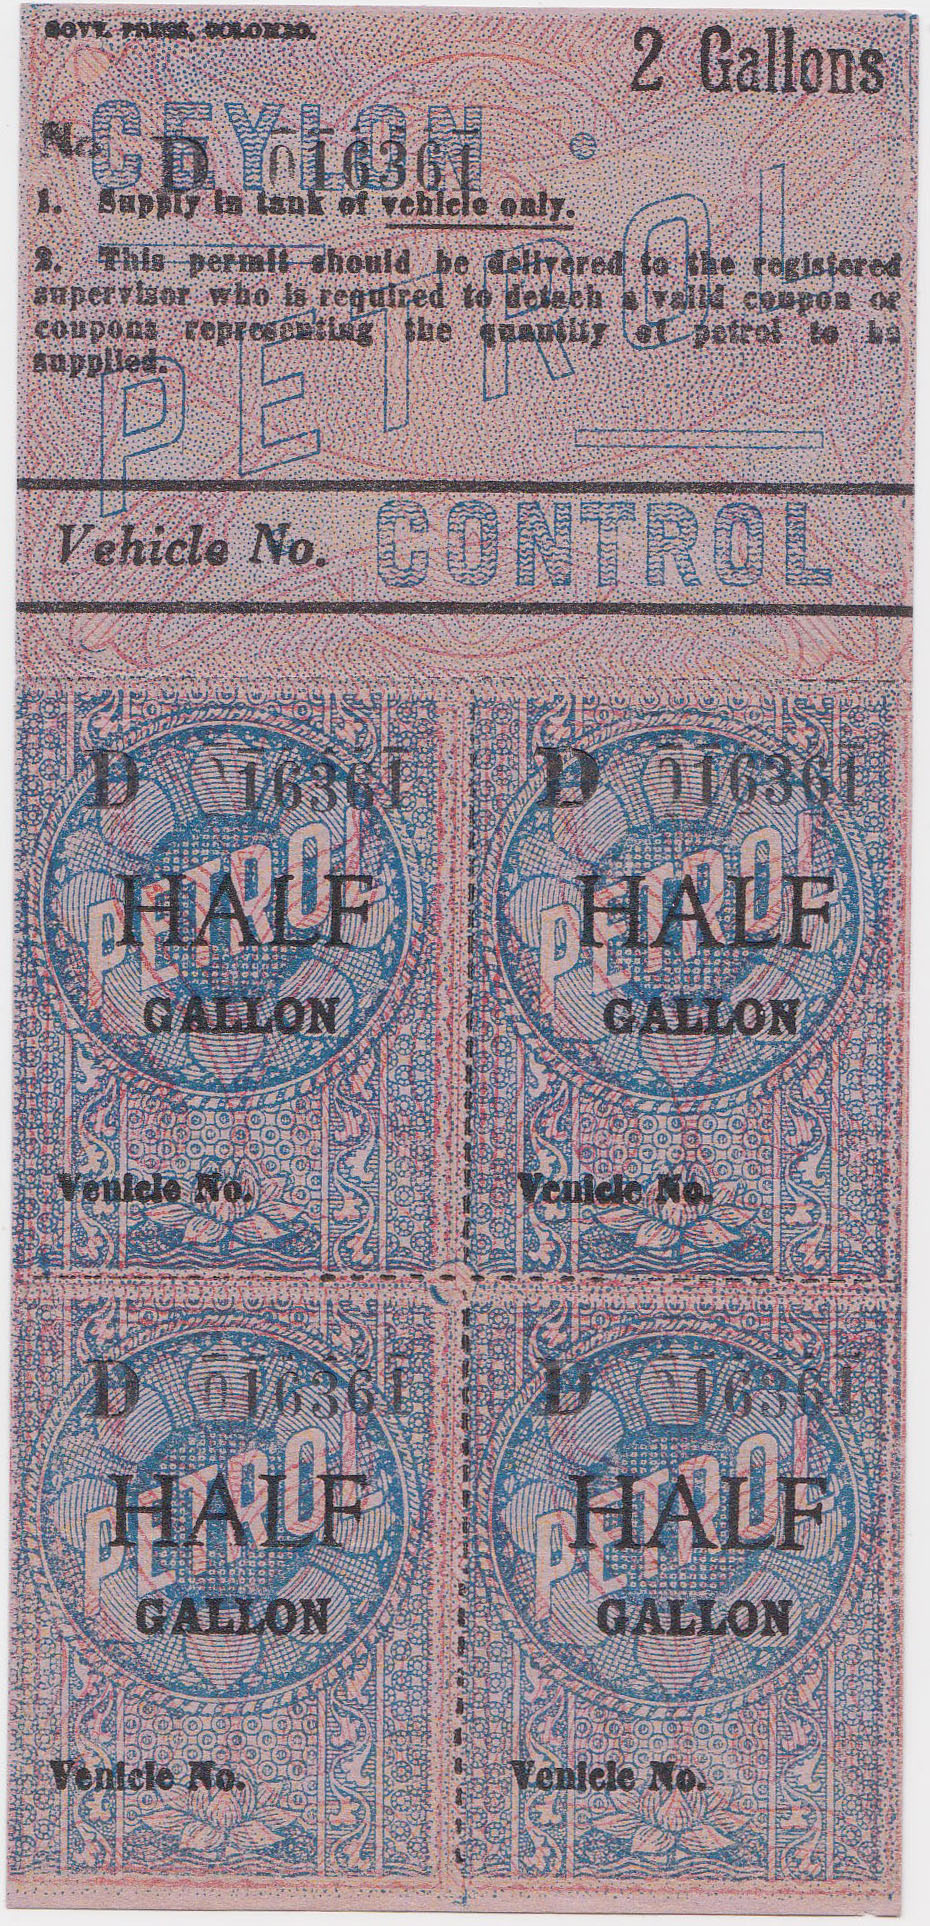 GOVT. PRESS, COLOMBO.
2 Gallons
CEYLON
No. D 016361
1. Supply in tank of vehicle only.
2. This permit should be delivered to the registered
supervisor who is required to detach a valid coupon or
coupons representing the quantity of petrol to be
supplied.
PETROL
Vehicle No. CONTROL
D 016361
PETROL
HALF
GALLON
Vehicle No.
D 016361
PETROL
HALF
GALLON
Vehicle No.
D 016361
PETROL
HALF
GALLON
Vehicle No.
D 016361
PETROL
HALF
GALLON
Vehicle No.